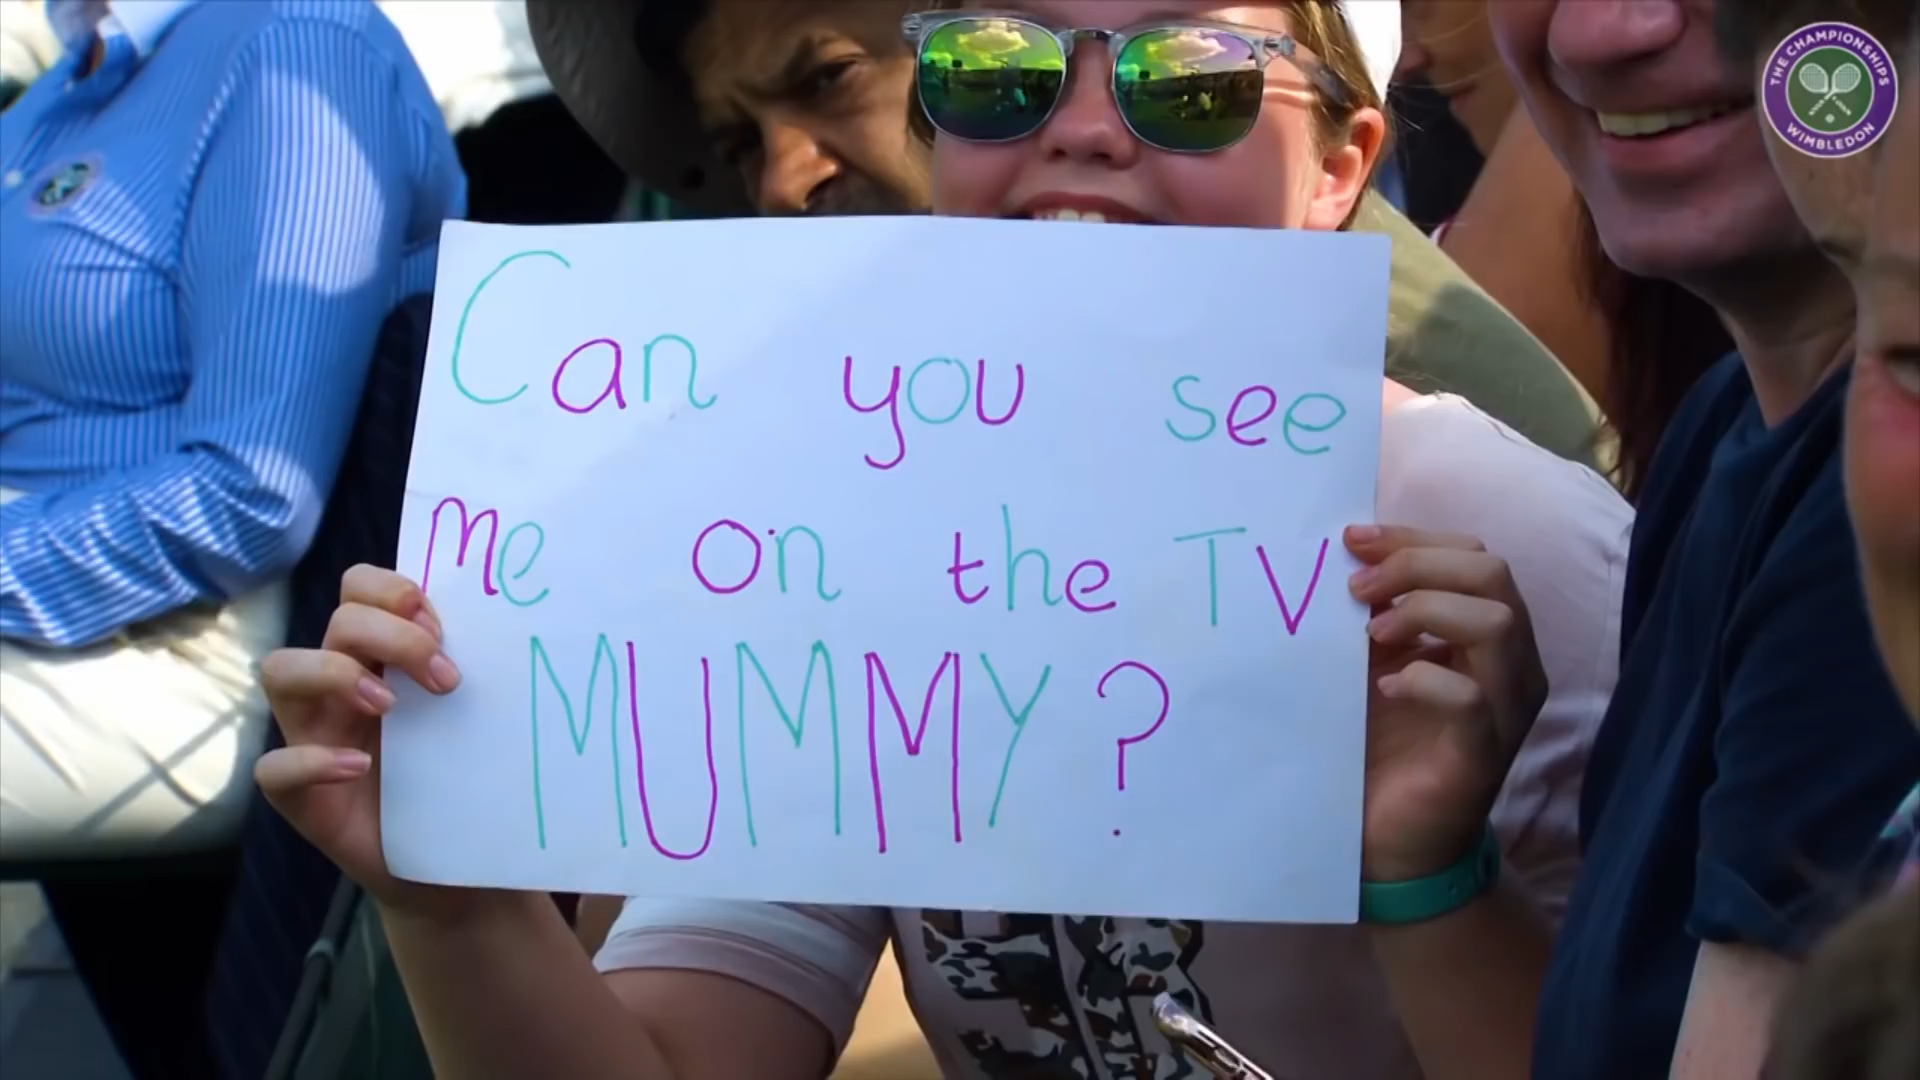 Can you see
me on the TV
MUMMY?
THE CHAMPIONSHIPS
WIMBLEDON